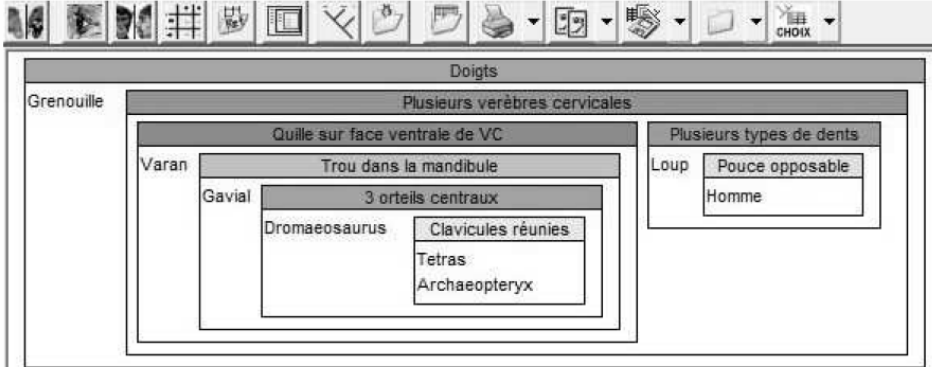 CHOIX
Doigts
Grenouille
Plusieurs verèbres cervicales
Quille sur face ventrale de VC
Plusieurs types de dents
Varan
Trou dans la mandibule
Loup
Pouce opposable
Gavial
3 orteils centraux
Homme
Dromaeosaurus
Clavicules réunies
Tetras
Archaeopteryx